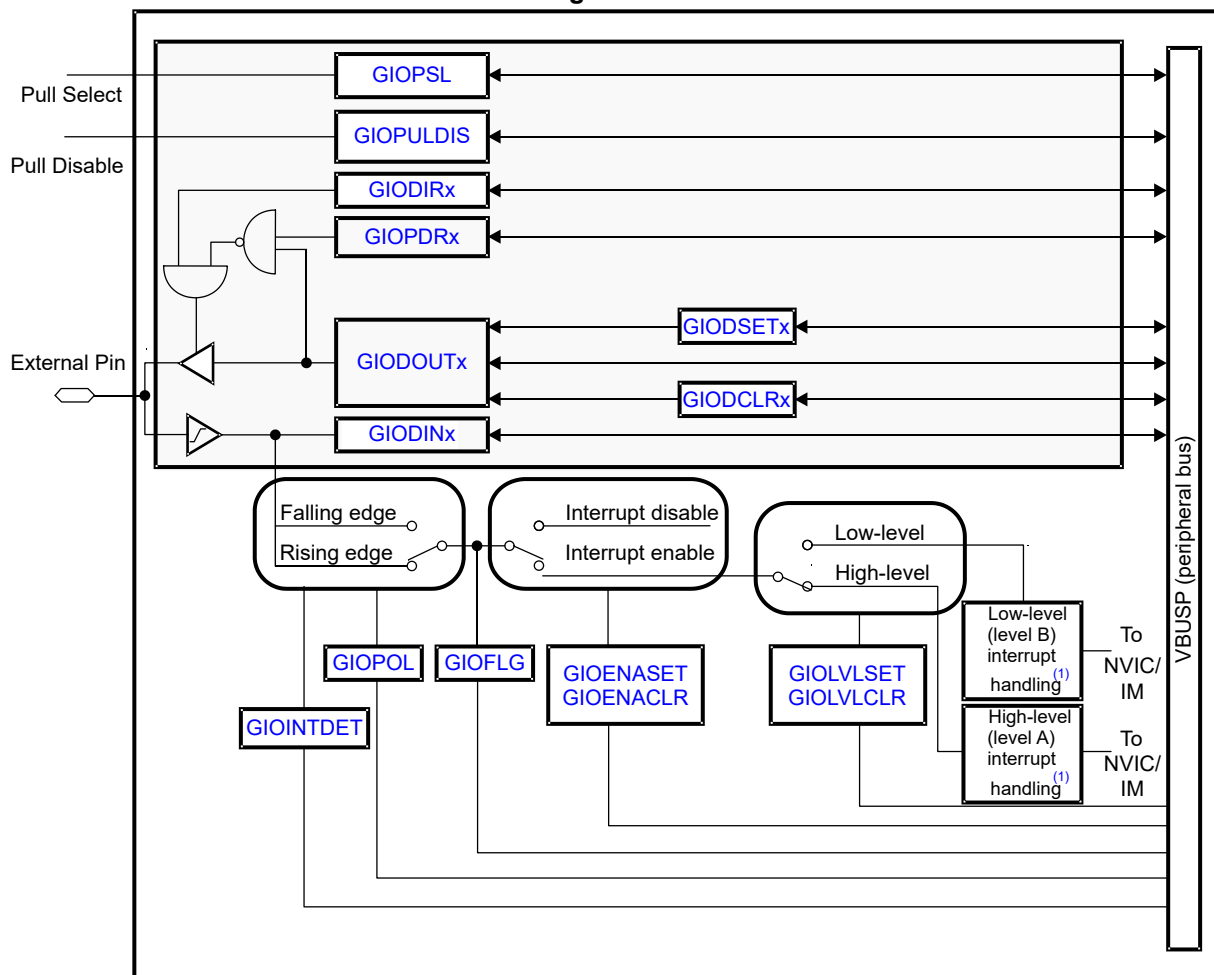 GIOPSL
Pull Select
GIOPULDIS
Pull Disable
GIODIRx
GIOPDRx
GIODSETx
External Pin
GIODOUTx
GIODCLRx
GIODINx
VBUSP (peripheral bus)
Falling edge
Rising edge
Interrupt disable
Interrupt enable
Low-level
High-level
GIOPOL
GIOFLG
GIOINTDET
GIOENASET
GIOENACLR
GIOLVLSET
GIOLVLCLR
Low-level
(level B)
interrupt
handling(1)
To
NVIC/
IM
High-level
(level A)
interrupt
handling(1)
To
NVIC/
IM